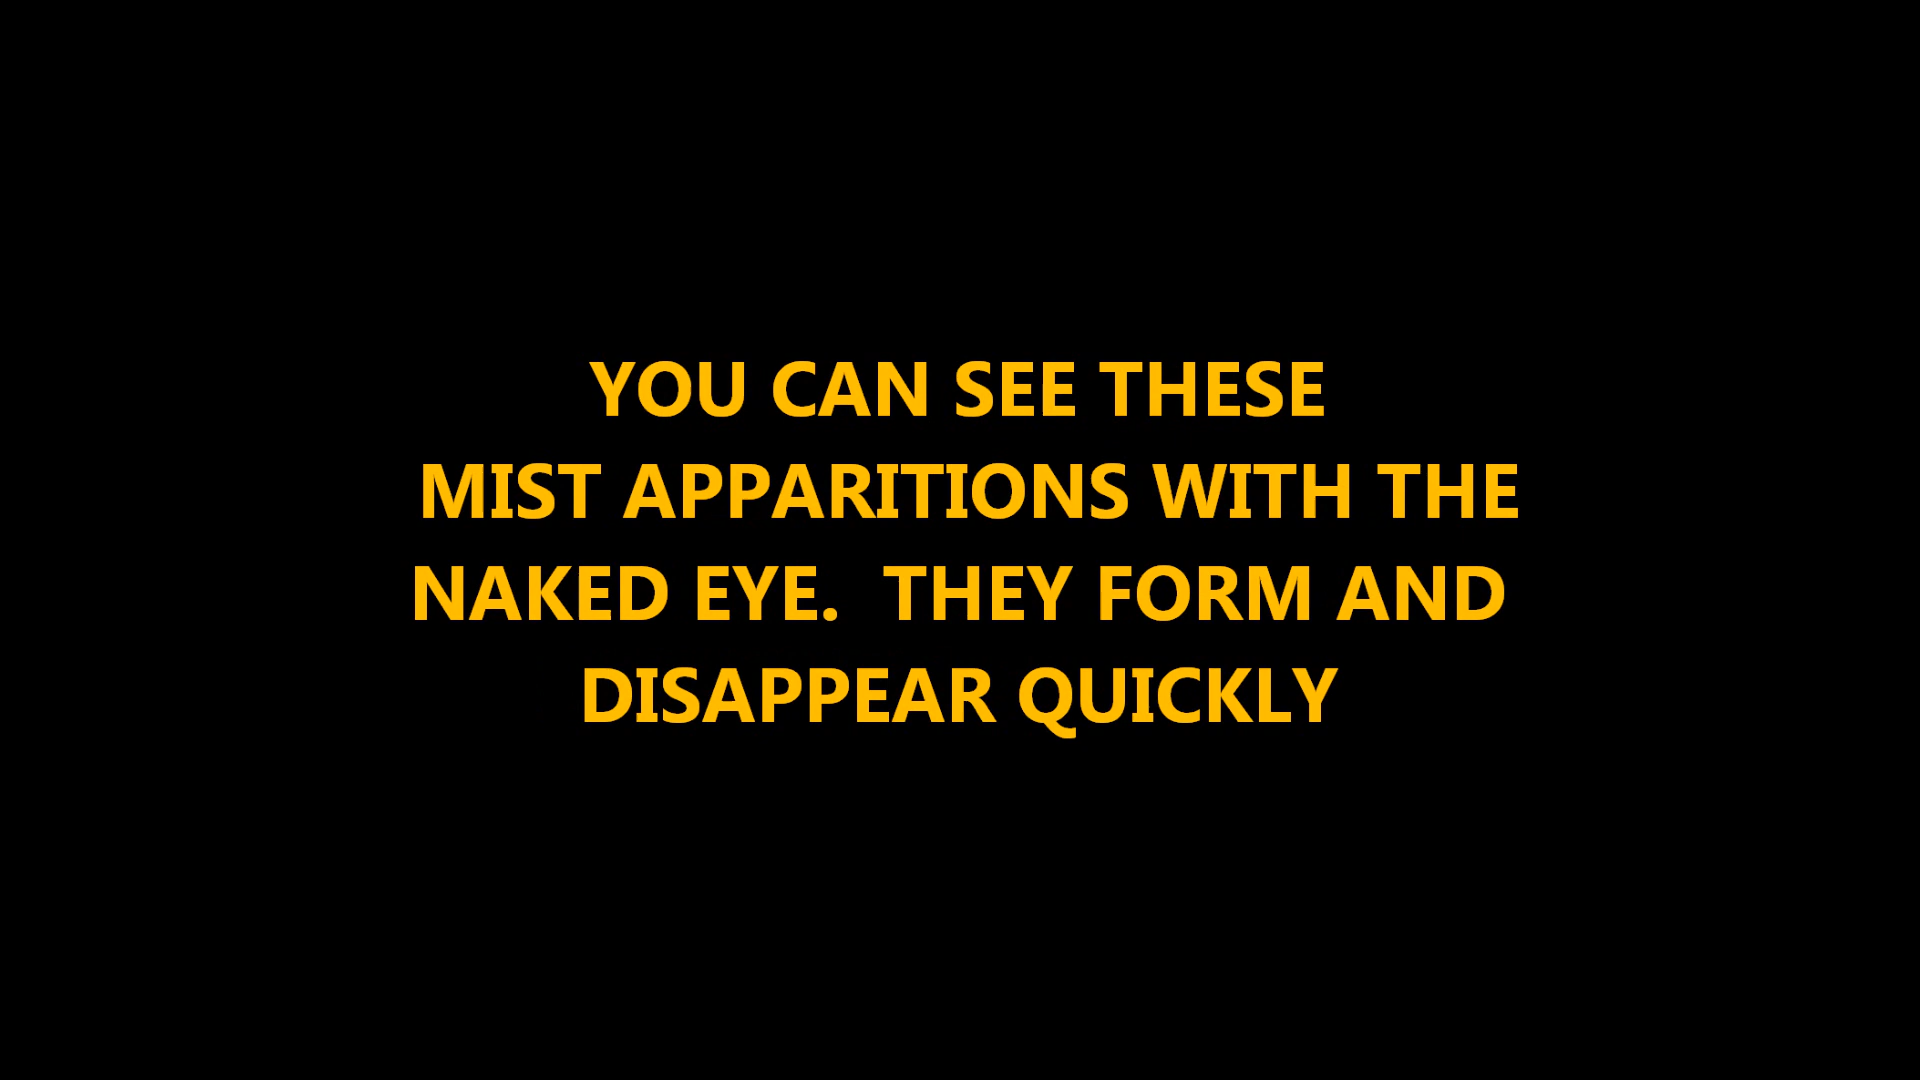 YOU CAN SEE THESE
MIST APPARITIONS WITH THE
NAKED EYE.  THEY FORM AND
DISAPPEAR QUICKLY